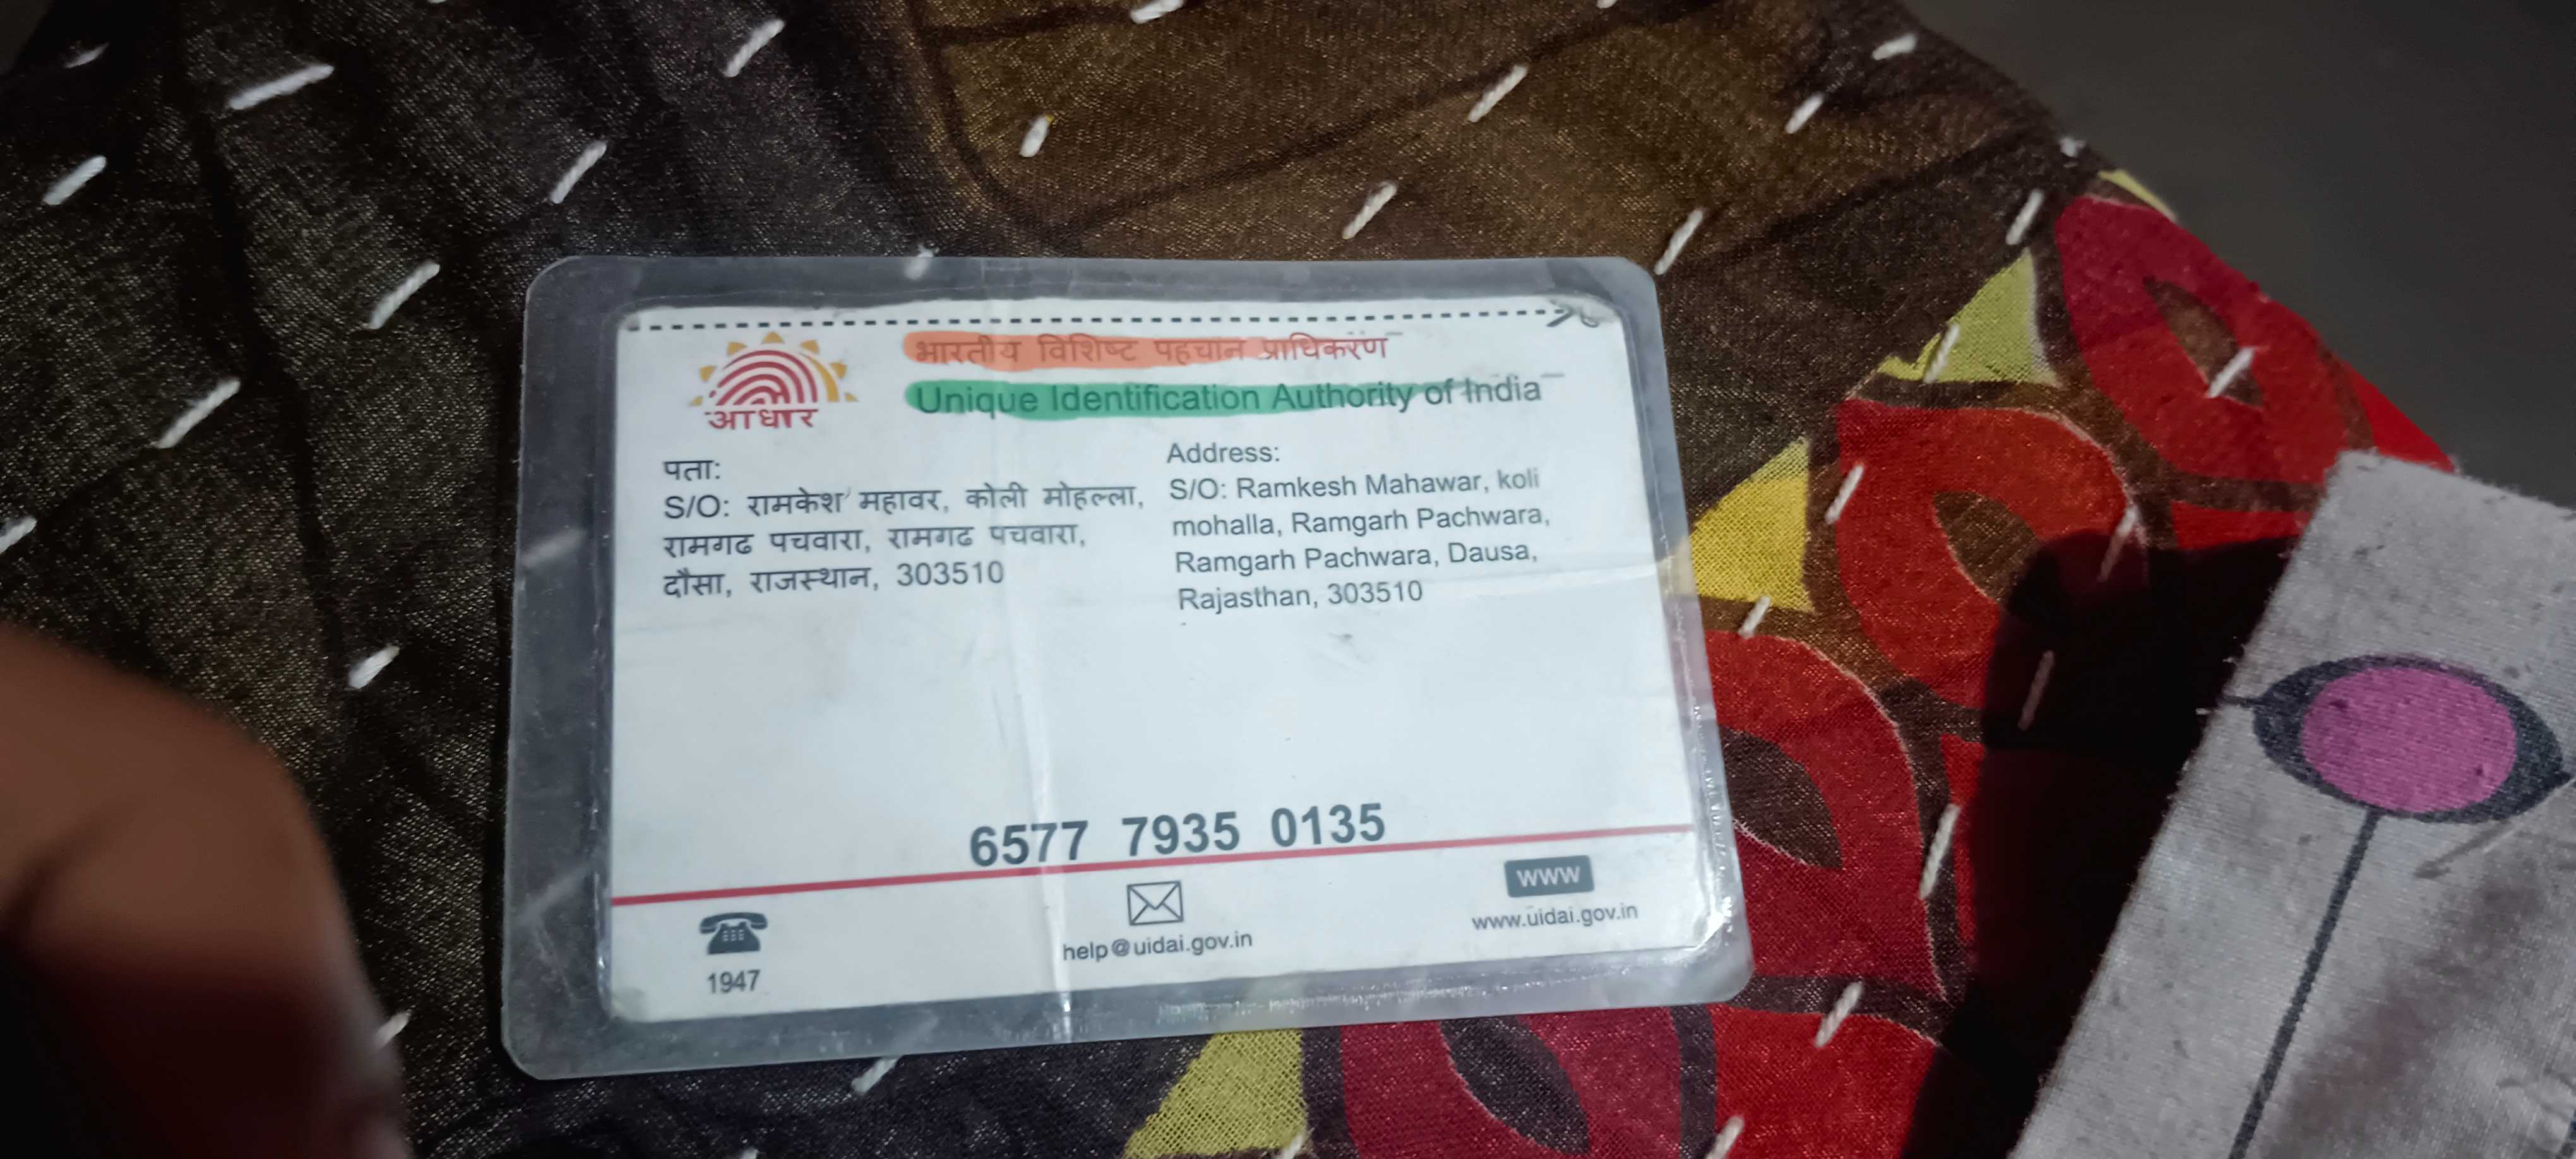 भारतीय विशिष्ट पहचान प्राधिकरण
Unique Identification Authority of India
आधार
पता:
S/O: रामकेश महावर, कोली मोहल्ला,
रामगढ पचवारा, रामगढ पचवारा,
दौसा, राजस्थान, 303510
Address:
S/O: Ramkesh Mahawar, koli
mohalla, Ramgarh Pachwara,
Ramgarh Pachwara, Dausa,
Rajasthan, 303510
6577 7935 0135
1947
help@uidai.gov.in
www
www.uidai.gov.in